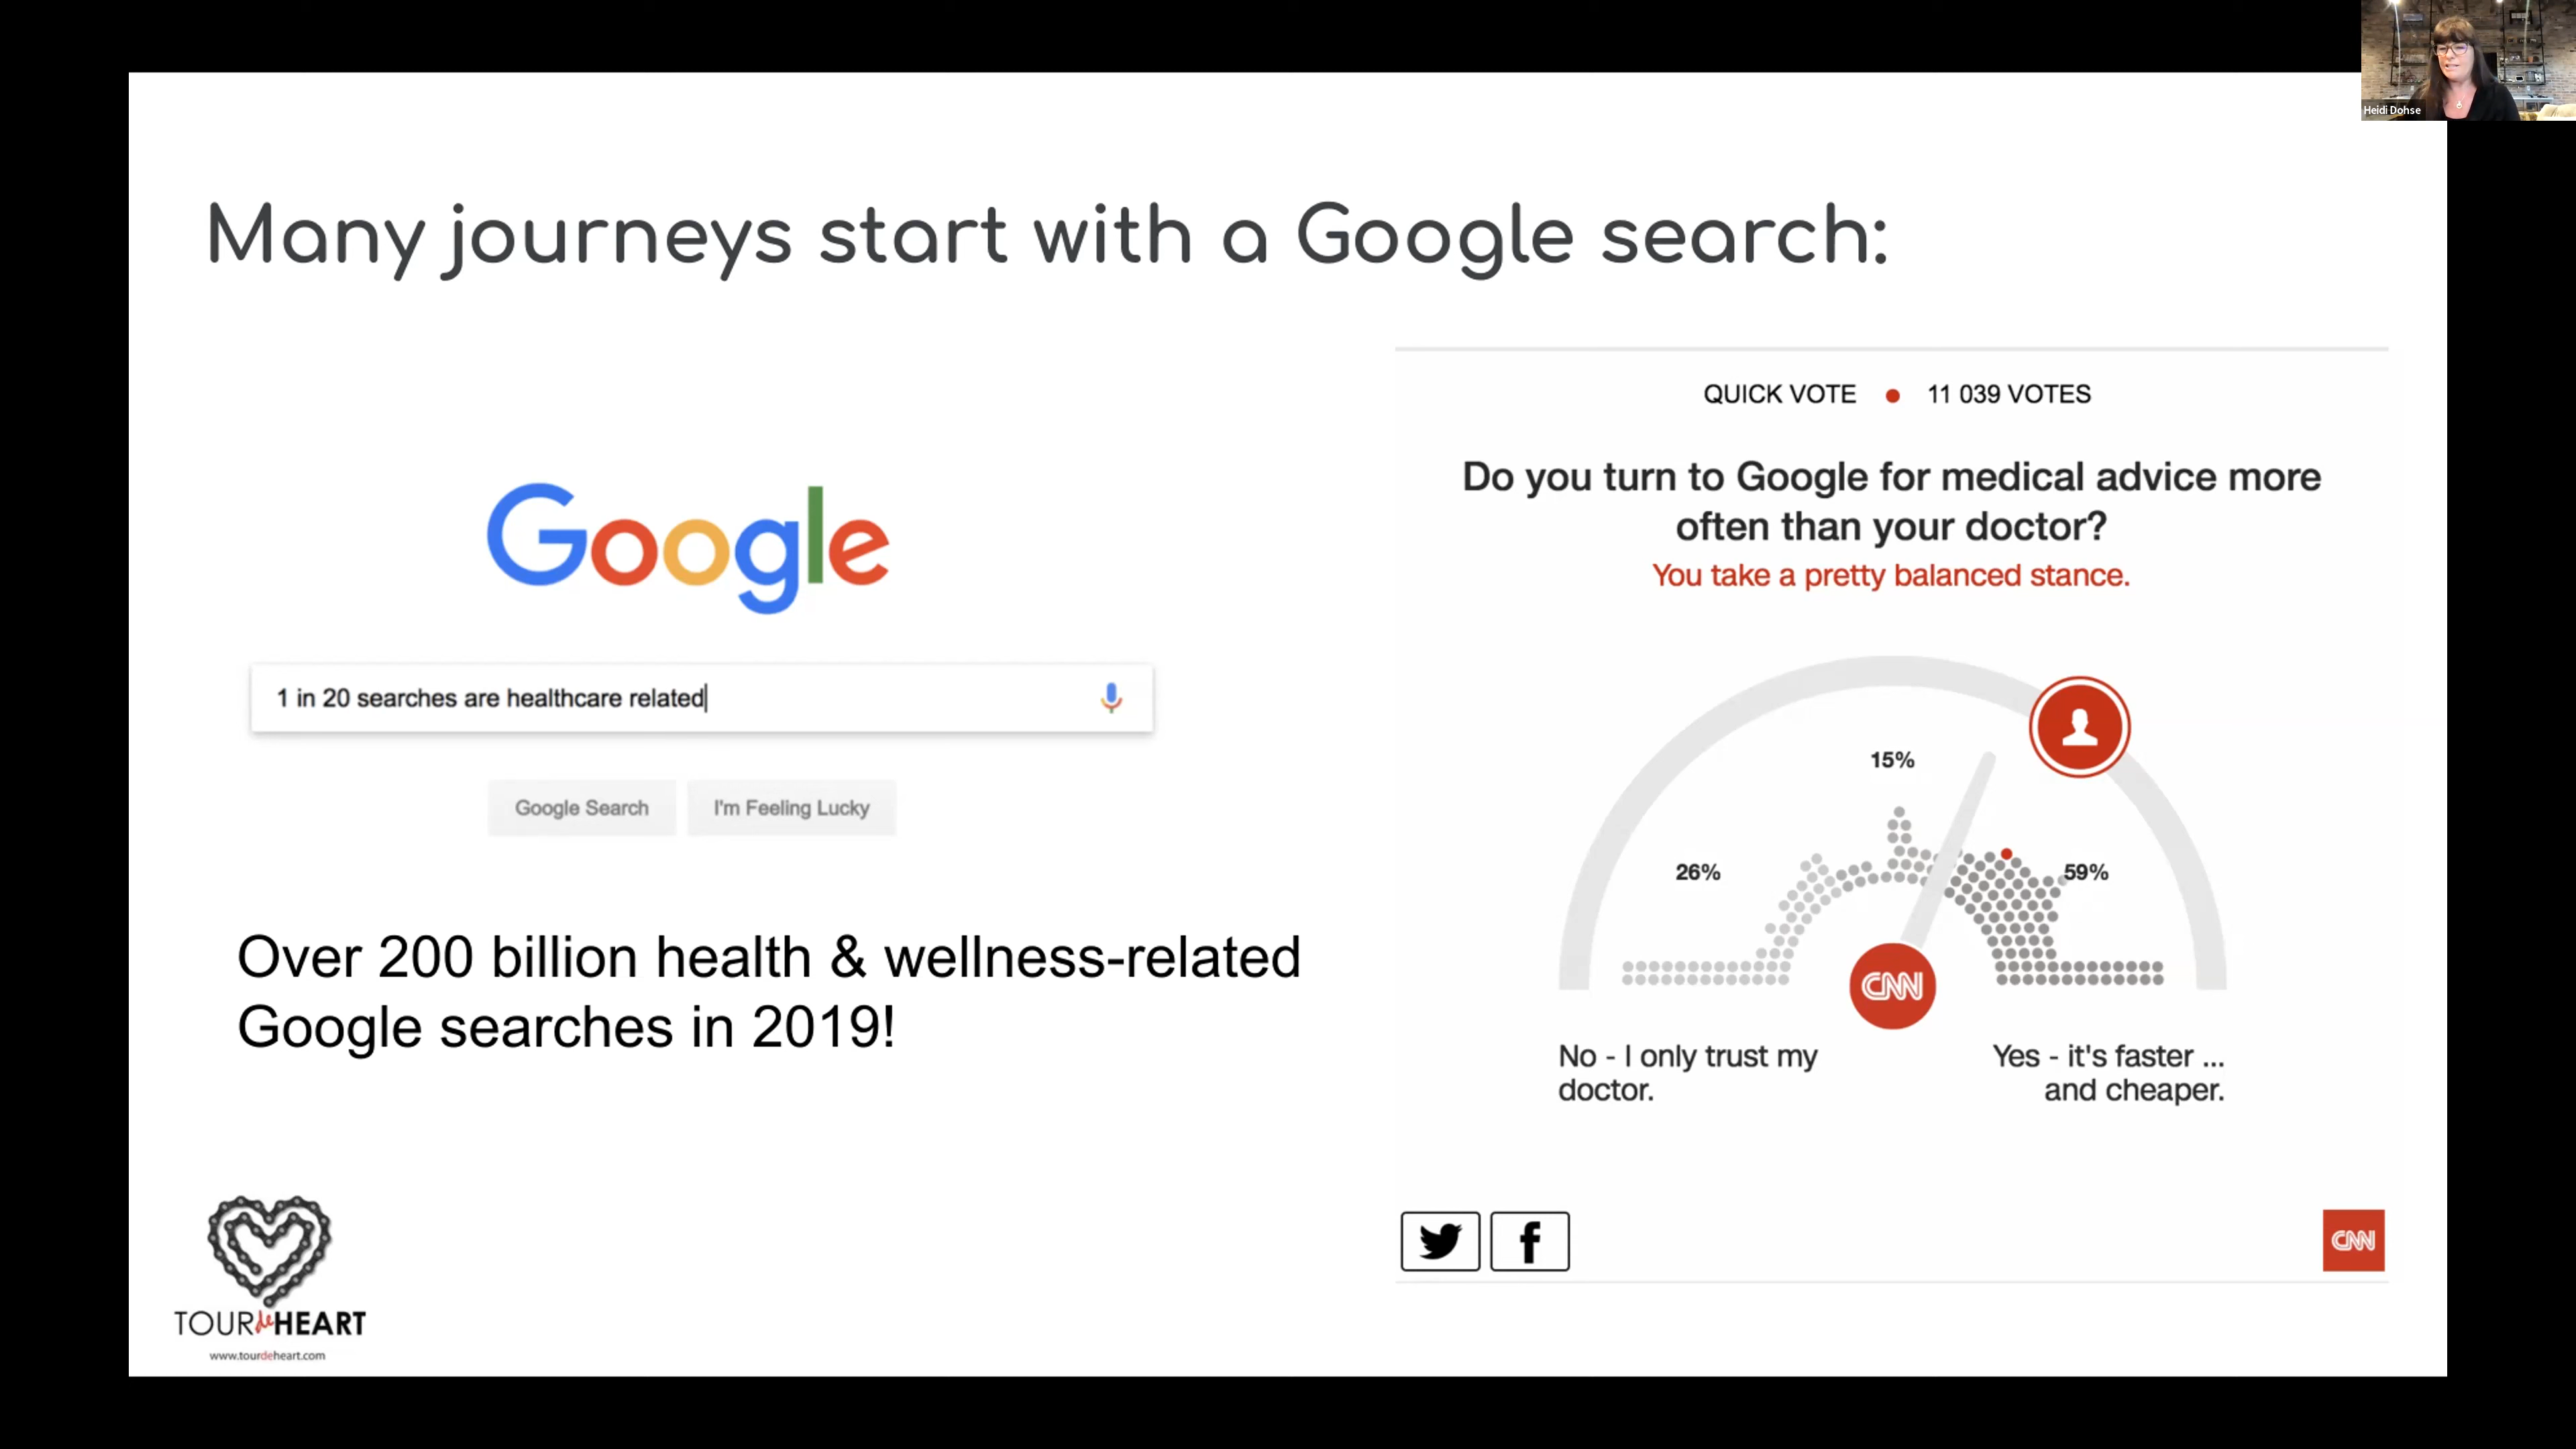 Heidi Dohse
Many journeys start with a Google search:
Google
1 in 20 searches are healthcare related
Google Search
I'm Feeling Lucky
Over 200 billion health & wellness-related
Google searches in 2019!
QUICK VOTE • 11 039 VOTES
Do you turn to Google for medical advice more
often than your doctor?
You take a pretty balanced stance.
15%
26%
59%
CNN
No - I only trust my
doctor.
Yes - it's faster ...
and cheaper.
CNN
TOUR de HEART
www.tourdeheart.com